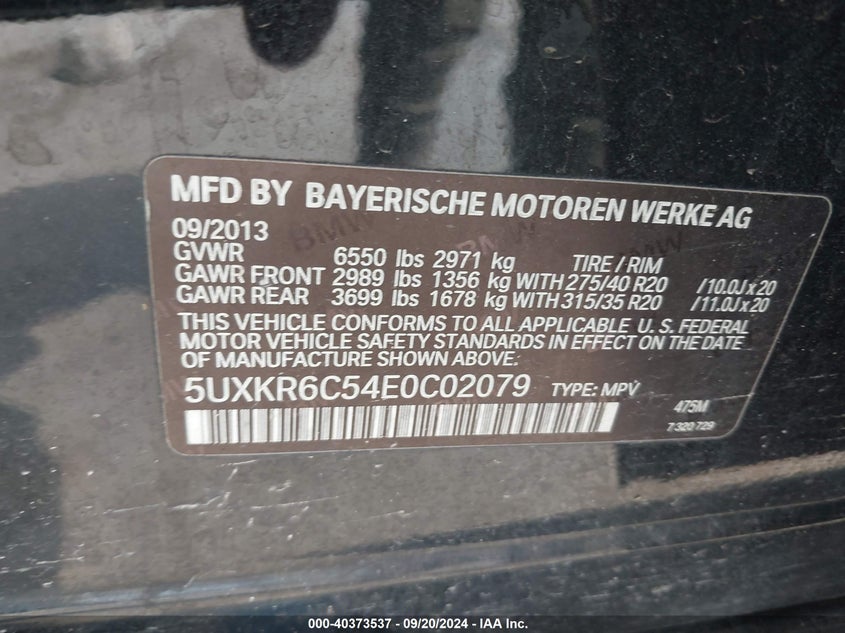 MFD BY BAYERISCHE MOTOREN WERKE AG
09/2013
GVWR 6550 lbs 2971 kg TIRE / RIM
GAWR FRONT 2989 lbs 1356 kg WITH 275/40 R20 /10.0J x 20
GAWR REAR 3699 lbs 1678 kg WITH 315/35 R20 /11.0J x 20
THIS VEHICLE CONFORMS TO ALL APPLICABLE U. S. FEDERAL
MOTOR VEHICLE SAFETY STANDARDS IN EFFECT ON THE DATE
OF MANUFACTURE SHOWN ABOVE:
5UXKR6C54E0C02079 TYPE: MPV
475M
7 320 729
000-40373537 - 09/20/2024 - IAA Inc.